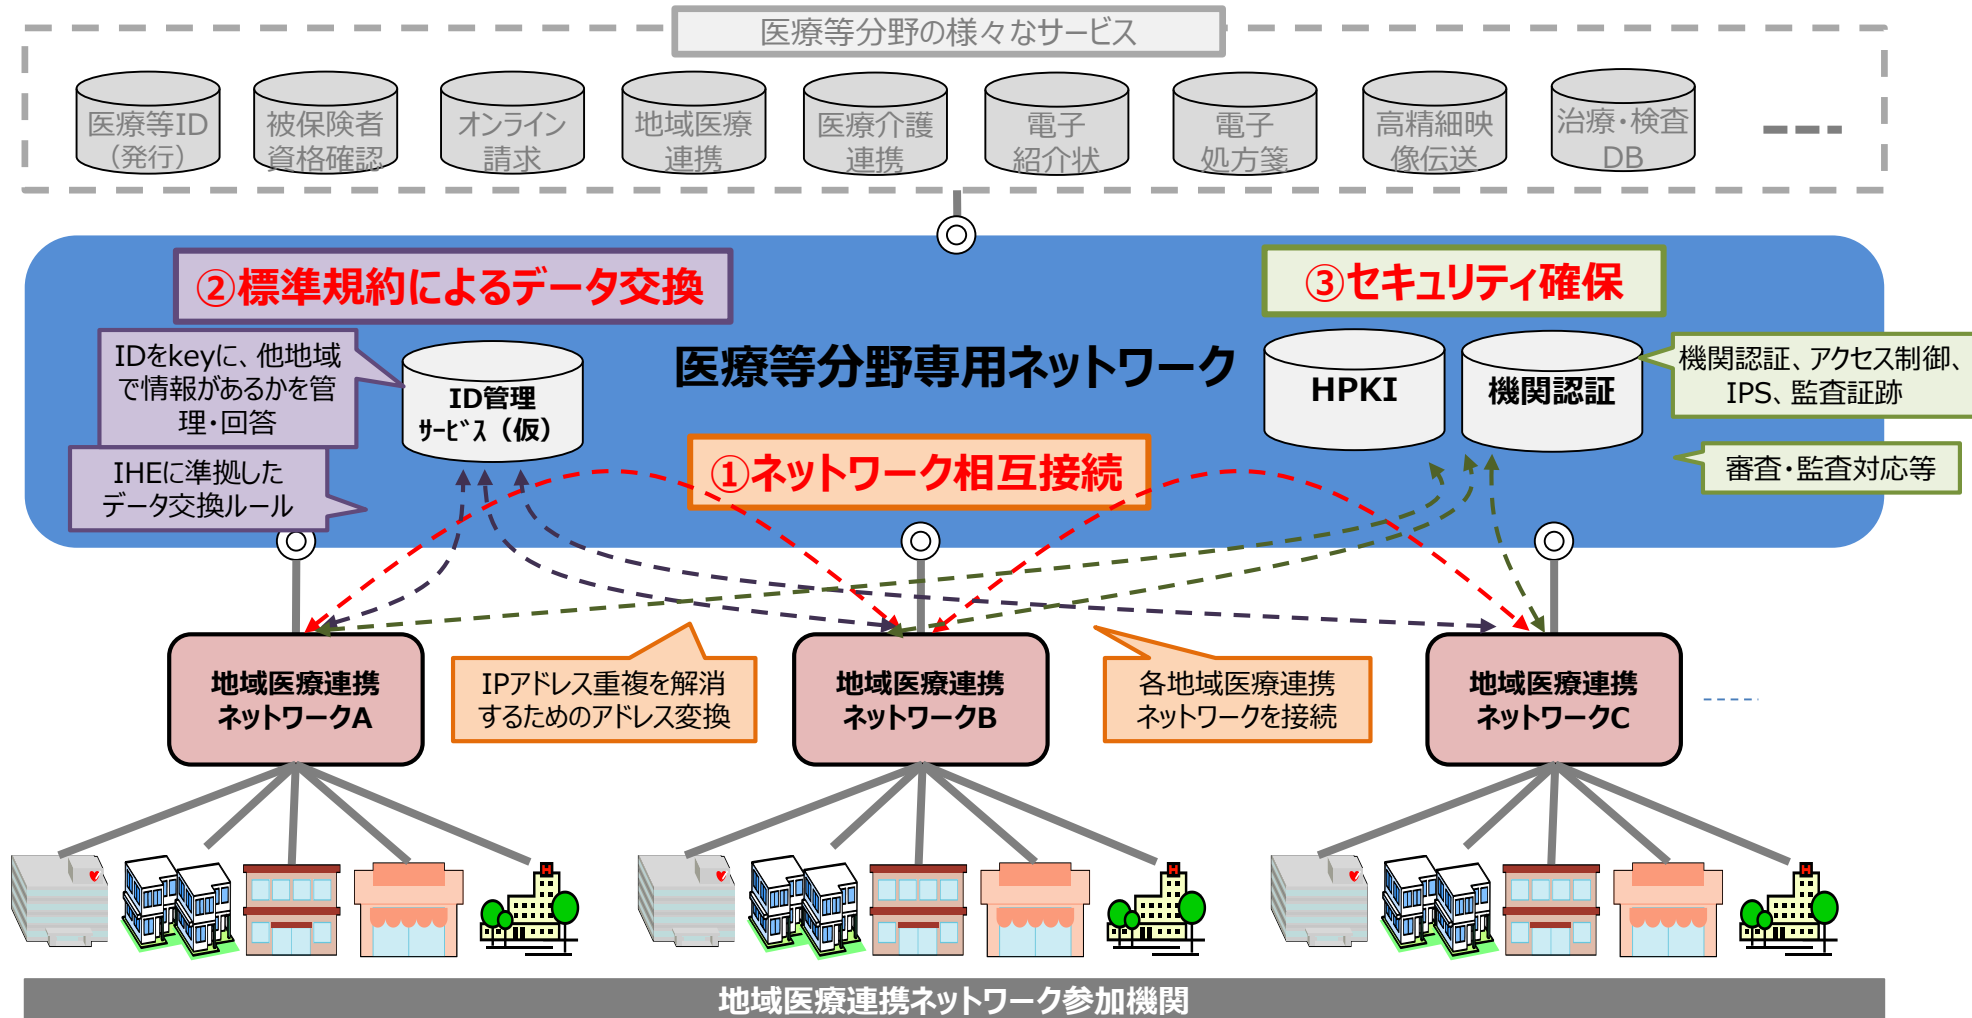 医療等分野の様々なサービス
医療等ID
（発行）
被保険者
資格確認
オンライン
請求
地域医療
連携
医療介護
連携
電子
紹介状
電子
処方箋
高精細映
像伝送
治療・検査
DB
②標準規約によるデータ交換
③セキュリティ確保
IDをkeyに、他地域
で情報があるかを管
理・回答
ID管理
ｻｰﾋﾞｽ（仮）
医療等分野専用ネットワーク
HPKI
機関認証
機関認証、アクセス制御、
IPS、監査証跡
IHEに準拠した
データ交換ルール
①ネットワーク相互接続
審査・監査対応等
地域医療連携
ネットワークA
IPアドレス重複を解消
するためのアドレス変換
地域医療連携
ネットワークB
各地域医療連携
ネットワークを接続
地域医療連携
ネットワークC
H
H
H
地域医療連携ネットワーク参加機関